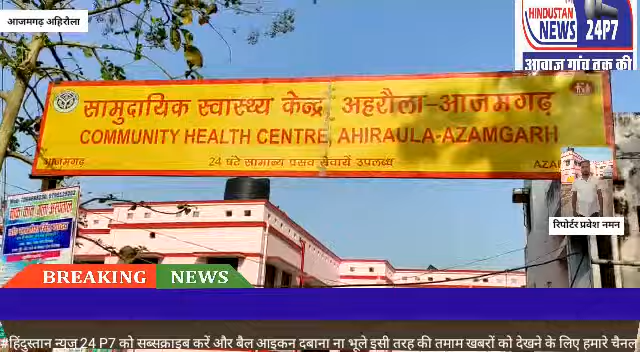 आजमगढ़ अहिरौला
HINDUSTAN
NEWS
24P7
आवाज गांव तक की
सामुदायिक स्वास्थ्य केन्द्र अहरौला-आजमगढ़
COMMUNITY HEALTH CENTRE AHIRAULA-AZAMGARH
आजमगढ़
24 घंटे सामान्य प्रसव सेवायें उपलब्ध
AZA
रिपोर्टर प्रवेश नमन
BREAKING NEWS
#हिंदुस्तान न्यूज़ 24 P7 को सब्सक्राइब करें और बैल आइकन दबाना ना भूले इसी तरह की तमाम खबरों को देखने के लिए हमारे चैनल